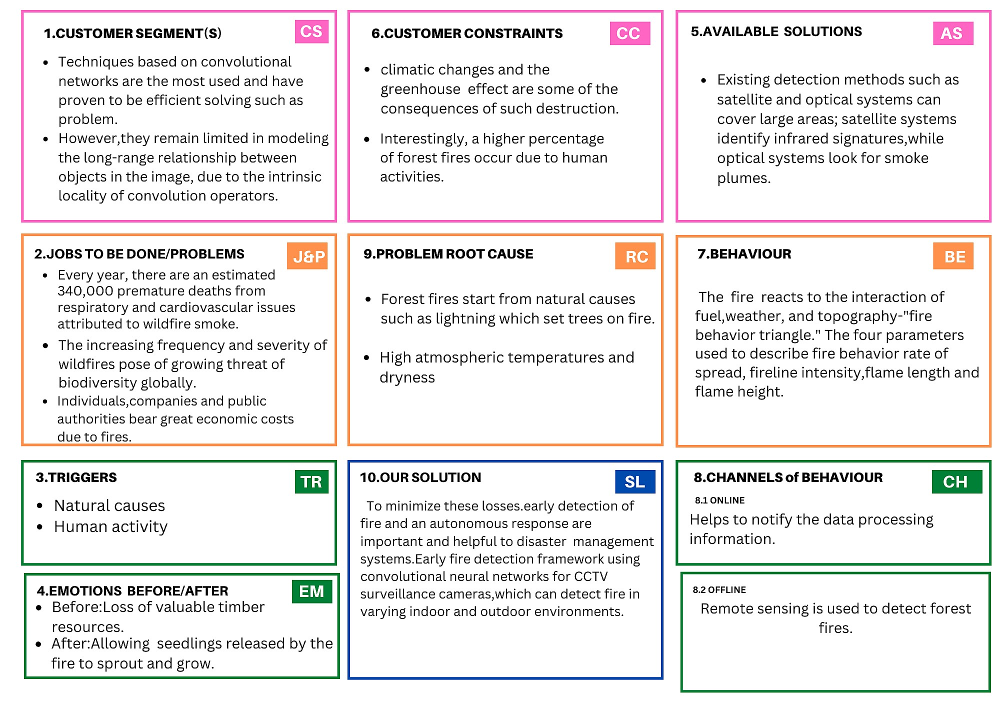 1.CUSTOMER SEGMENT(S)
CS
• Techniques based on convolutional
networks are the most used and have
proven to be efficient solving such as
problem.
• However,they remain limited in modeling
the long-range relationship between
objects in the image, due to the intrinsic
locality of convolution operators.
6.CUSTOMER CONSTRAINTS
CC
• climatic changes and the
greenhouse effect are some of the
consequences of such destruction.
• Interestingly, a higher percentage
of forest fires occur due to human
activities.
5.AVAILABLE SOLUTIONS
AS
• Existing detection methods such as
satellite and optical systems can
cover large areas; satellite systems
identify infrared signatures,while
optical systems look for smoke
plumes.
2.JOBS TO BE DONE/PROBLEMS
J&P
• Every year, there are an estimated
340,000 premature deaths from
respiratory and cardiovascular issues
attributed to wildfire smoke.
• The increasing frequency and severity of
wildfires pose of growing threat of
biodiversity globally.
• Individuals,companies and public
authorities bear great economic costs
due to fires.
9.PROBLEM ROOT CAUSE
RC
• Forest fires start from natural causes
such as lightning which set trees on fire.
• High atmospheric temperatures and
dryness
7.BEHAVIOUR
BE
The fire reacts to the interaction of
fuel,weather, and topography-"fire
behavior triangle." The four parameters
used to describe fire behavior rate of
spread, fireline intensity,flame length and
flame height.
3.TRIGGERS
TR
• Natural causes
• Human activity
4.EMOTIONS BEFORE/AFTER
EM
• Before:Loss of valuable timber
resources.
• After:Allowing seedlings released by the
fire to sprout and grow.
10.OUR SOLUTION
SL
To minimize these losses.early detection of
fire and an autonomous response are
important and helpful to disaster management
systems.Early fire detection framework using
convolutional neural networks for CCTV
surveillance cameras,which can detect fire in
varying indoor and outdoor environments.
8.CHANNELS of BEHAVIOUR
CH
8.1 ONLINE
Helps to notify the data processing
information.
8.2 OFFLINE
Remote sensing is used to detect forest
fires.